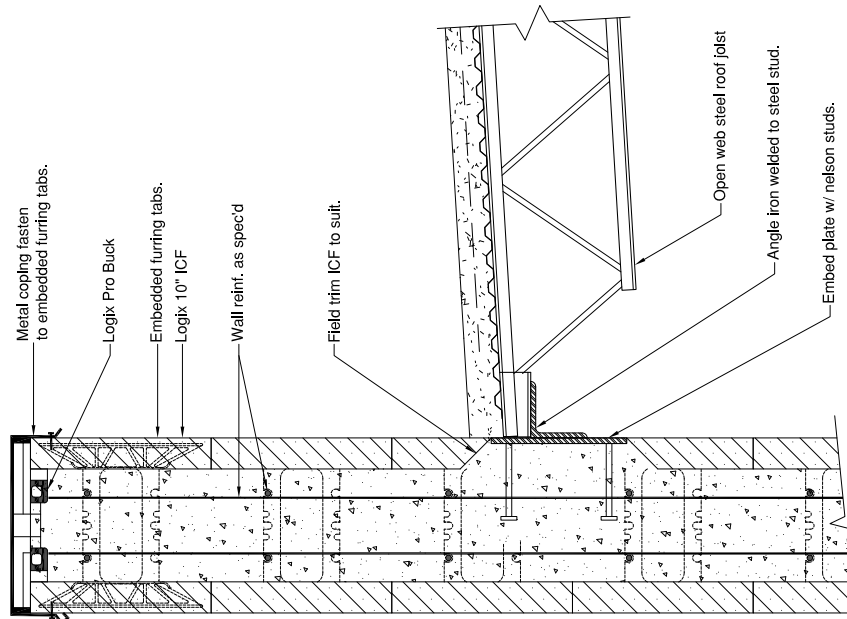 Metal coping fasten
to embedded furring tabs.
Logix Pro Buck
Embedded furring tabs.
Logix 10" ICF
Wall reinf. as spec'd
Field trim ICF to suit.
Open web steel roof joist
Angle iron welded to steel stud.
Embed plate w/ nelson studs.